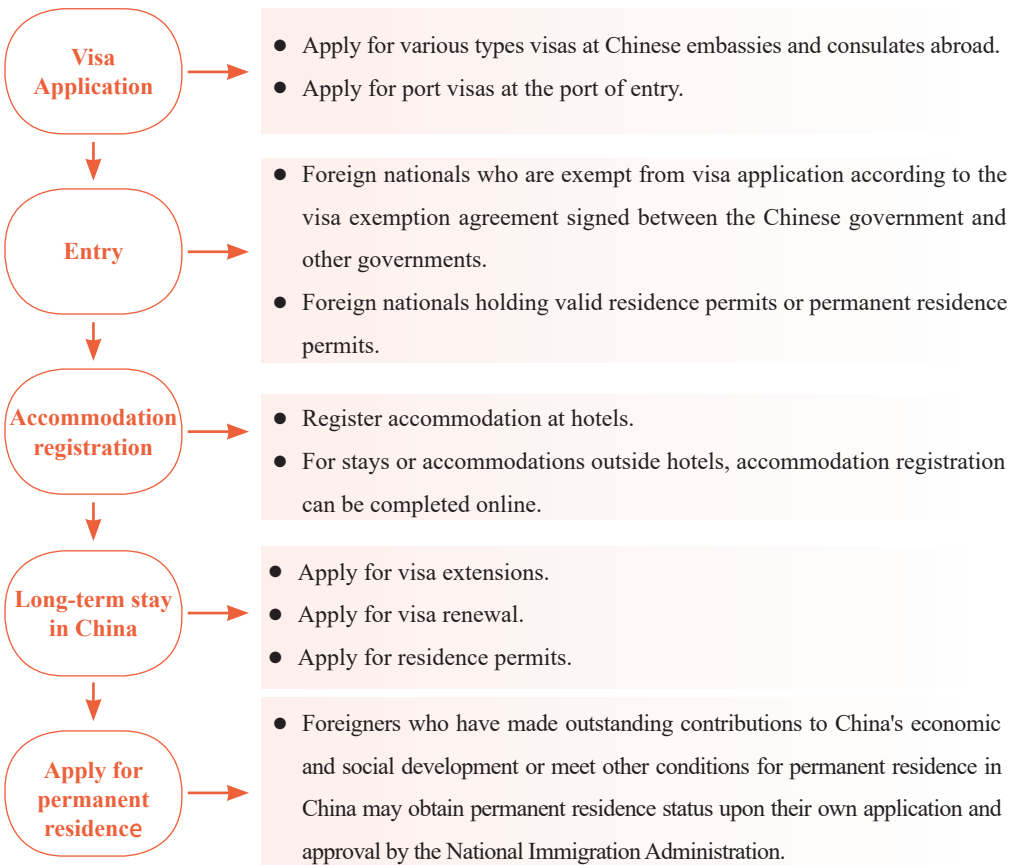 Visa
Application
● Apply for various types visas at Chinese embassies and consulates abroad.
● Apply for port visas at the port of entry.
Entry
● Foreign nationals who are exempt from visa application according to the
visa exemption agreement signed between the Chinese government and
other governments.
● Foreign nationals holding valid residence permits or permanent residence
permits.
Accommodation
registration
● Register accommodation at hotels.
● For stays or accommodations outside hotels, accommodation registration
can be completed online.
Long-term stay
in China
● Apply for visa extensions.
● Apply for visa renewal.
● Apply for residence permits.
Apply for
permanent
residence
● Foreigners who have made outstanding contributions to China's economic
and social development or meet other conditions for permanent residence in
China may obtain permanent residence status upon their own application and
approval by the National Immigration Administration.